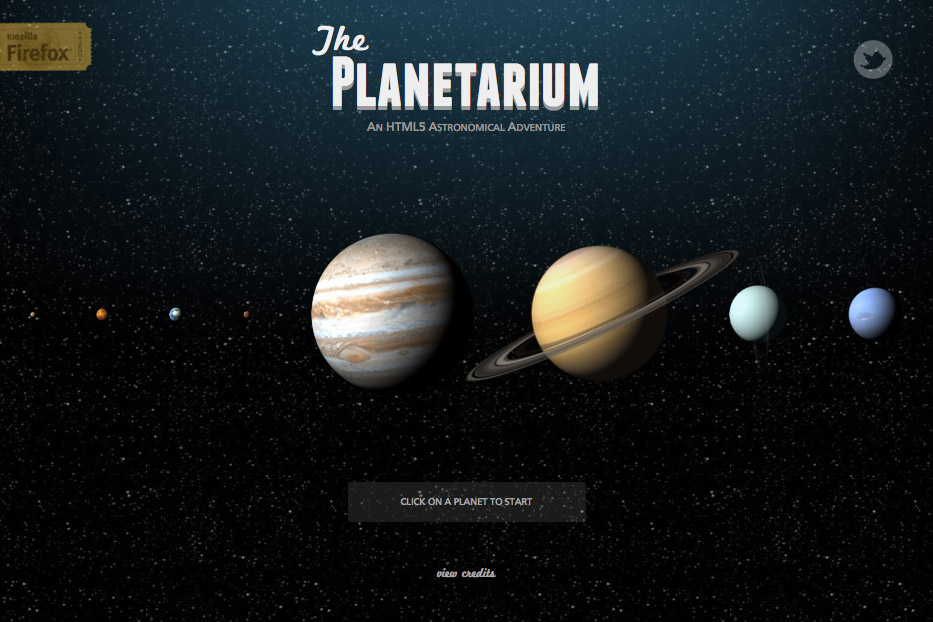 mozilla
Firefox
The
PLANETARIUM
AN HTML5 ASTRONOMICAL ADVENTURE
CLICK ON A PLANET TO START
view credits